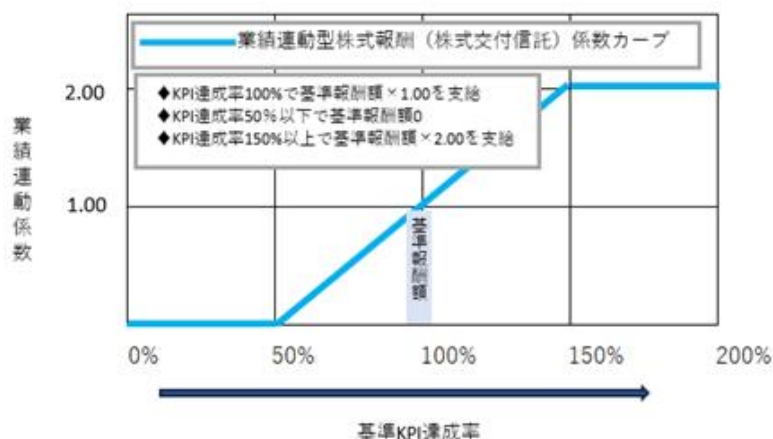 業績連動型株式報酬（株式交付信託）係数カーブ
◆KPI達成率100%で基準報酬額×1.00を支給
◆KPI達成率50%以下で基準報酬額0
◆KPI達成率150%以上で基準報酬額×2.00を支給
2.00
1.00
業績連動係数
基準報酬額
0%
50%
100%
150%
200%
基準KPI達成率